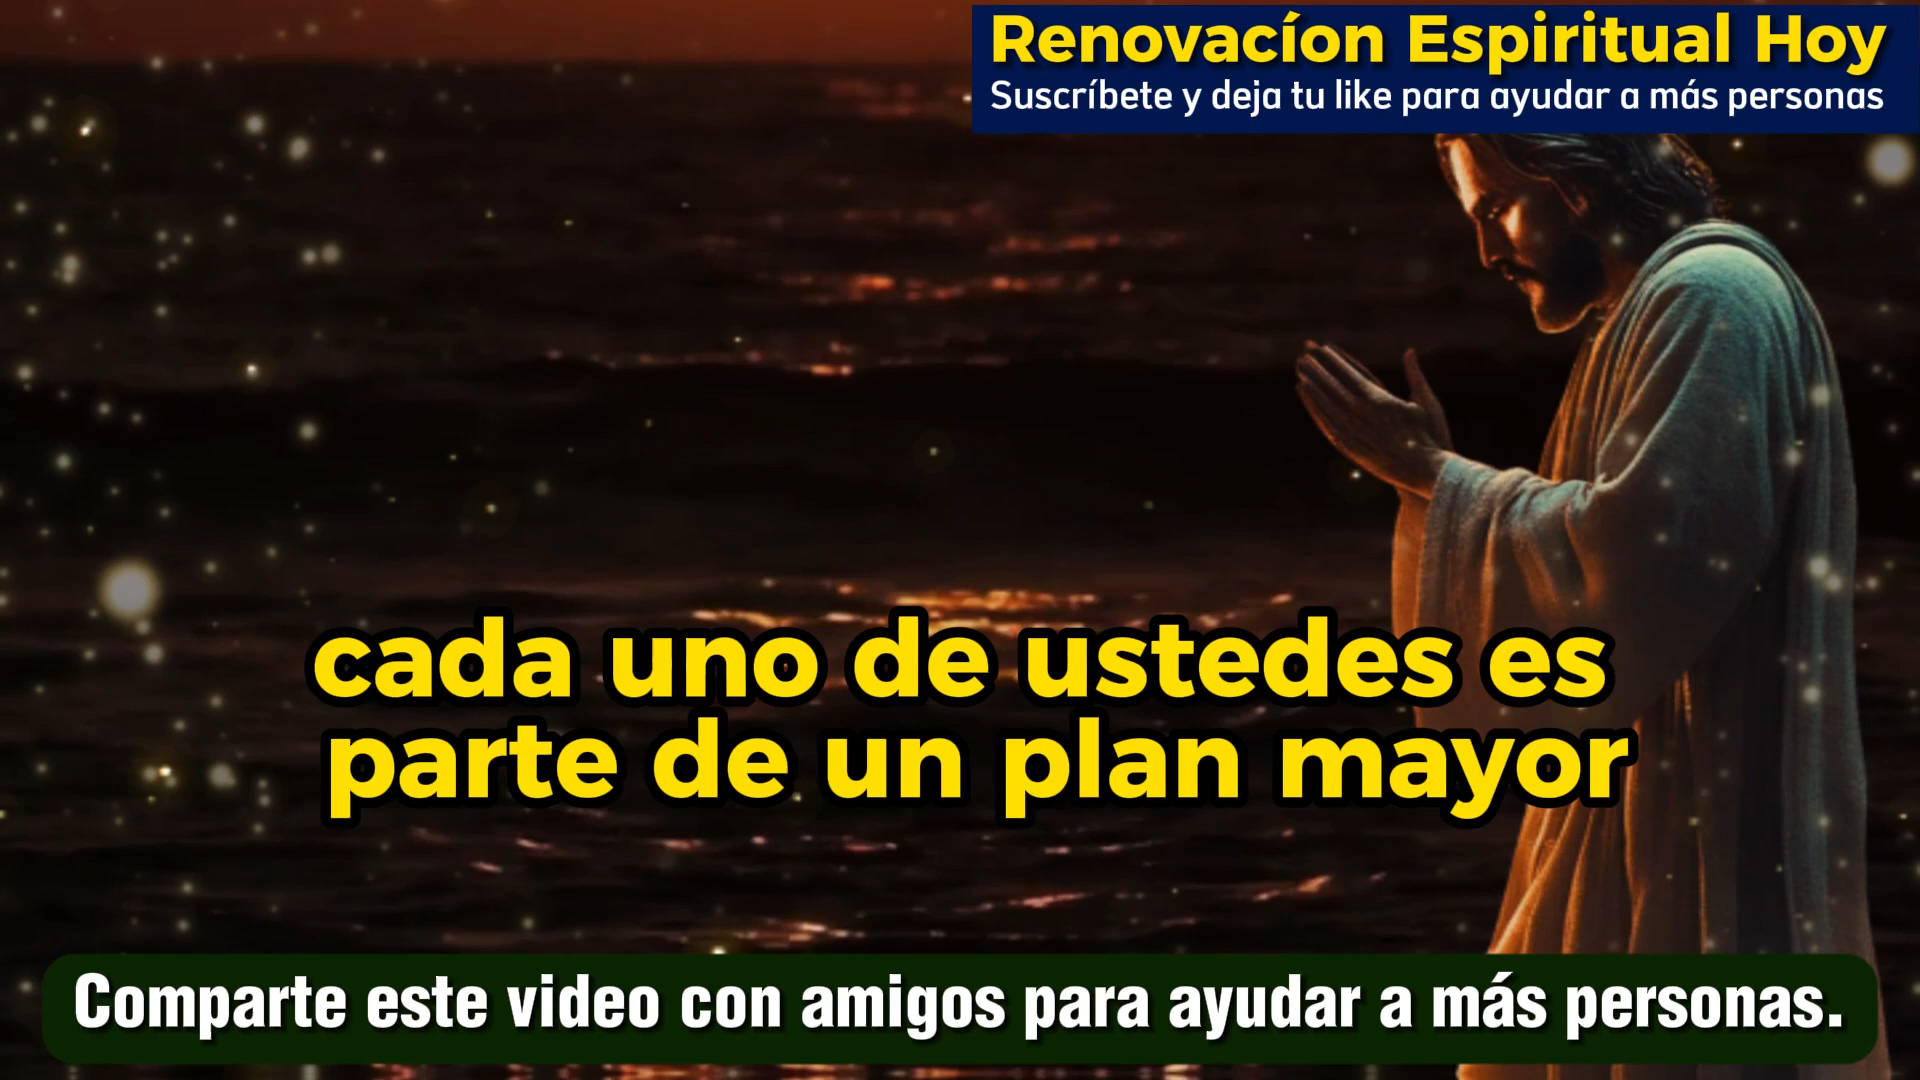 Renovacíon Espiritual Hoy
Suscríbete y deja tu like para ayudar a más personas
cada uno de ustedes es
parte de un plan mayor
Comparte este video con amigos para ayudar a más personas.